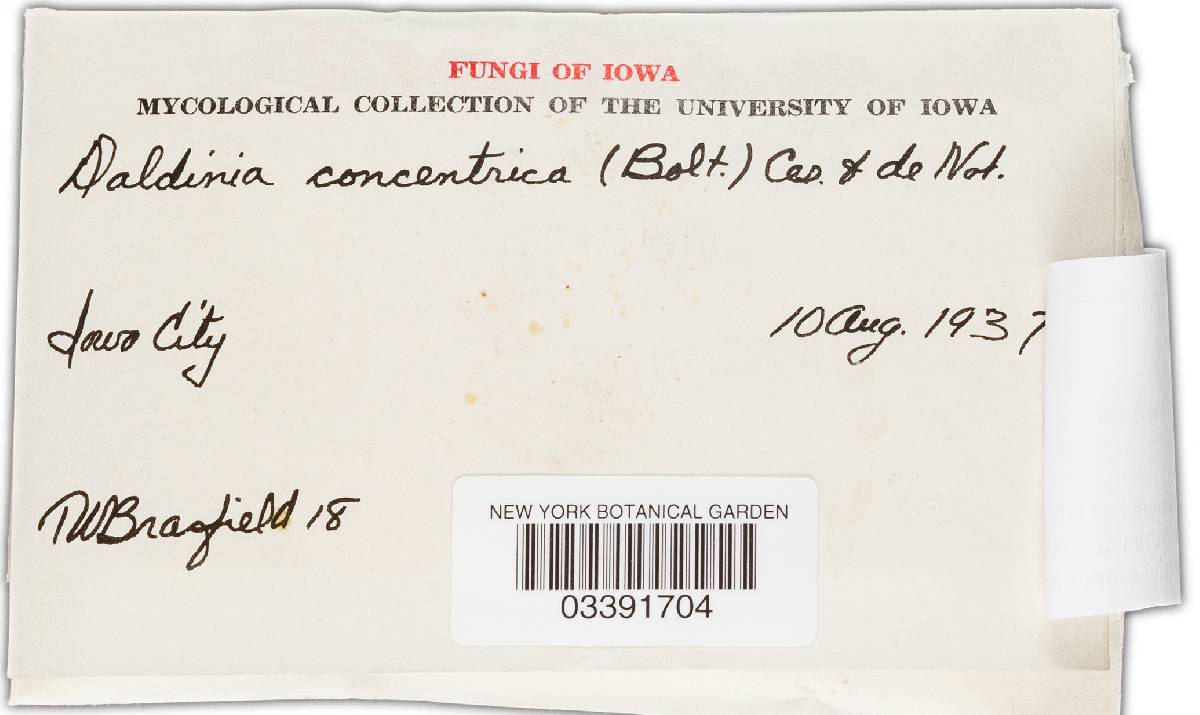 FUNGI OF IOWA
MYCOLOGICAL COLLECTION OF THE UNIVERSITY OF IOWA
Daldinia concentrica (Bolt.) Ces. & de Not.
Iowa City
10 Aug. 1937
18
NEW YORK BOTANICAL GARDEN
03391704